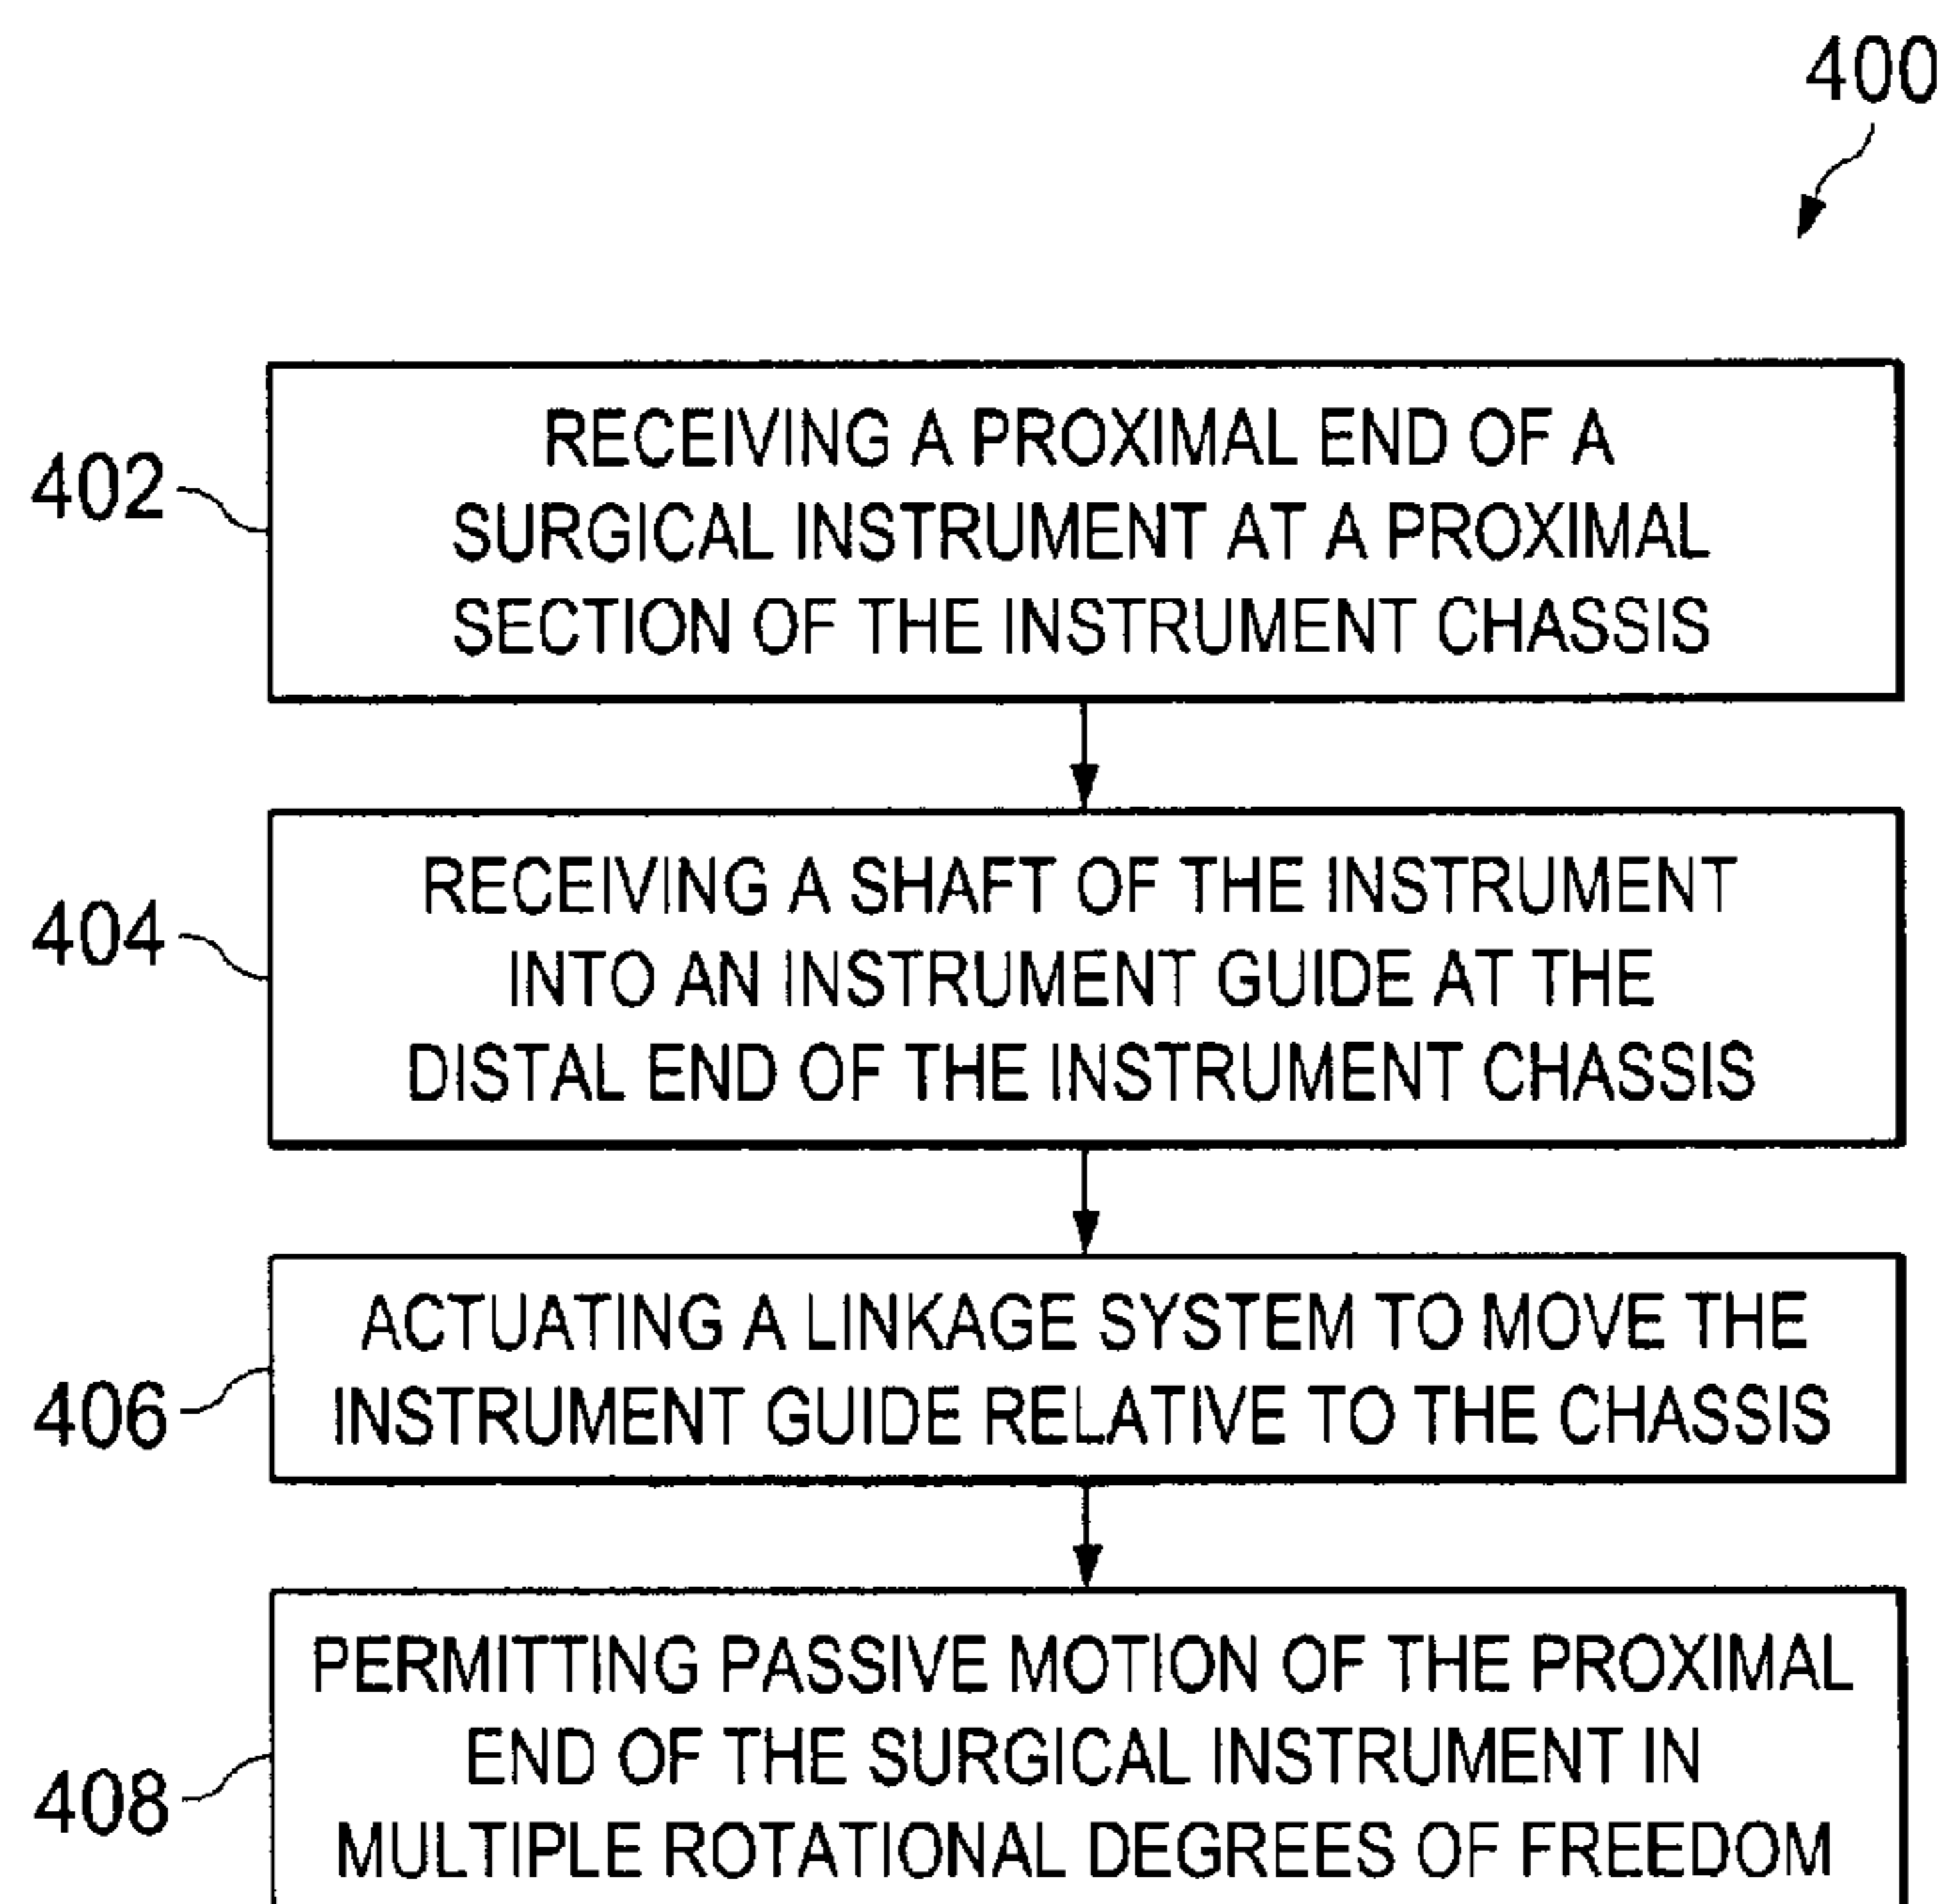 400
402
RECEIVING A PROXIMAL END OF A
SURGICAL INSTRUMENT AT A PROXIMAL
SECTION OF THE INSTRUMENT CHASSIS
404
RECEIVING A SHAFT OF THE INSTRUMENT
INTO AN INSTRUMENT GUIDE AT THE
DISTAL END OF THE INSTRUMENT CHASSIS
406
ACTUATING A LINKAGE SYSTEM TO MOVE THE
INSTRUMENT GUIDE RELATIVE TO THE CHASSIS
408
PERMITTING PASSIVE MOTION OF THE PROXIMAL
END OF THE SURGICAL INSTRUMENT IN
MULTIPLE ROTATIONAL DEGREES OF FREEDOM